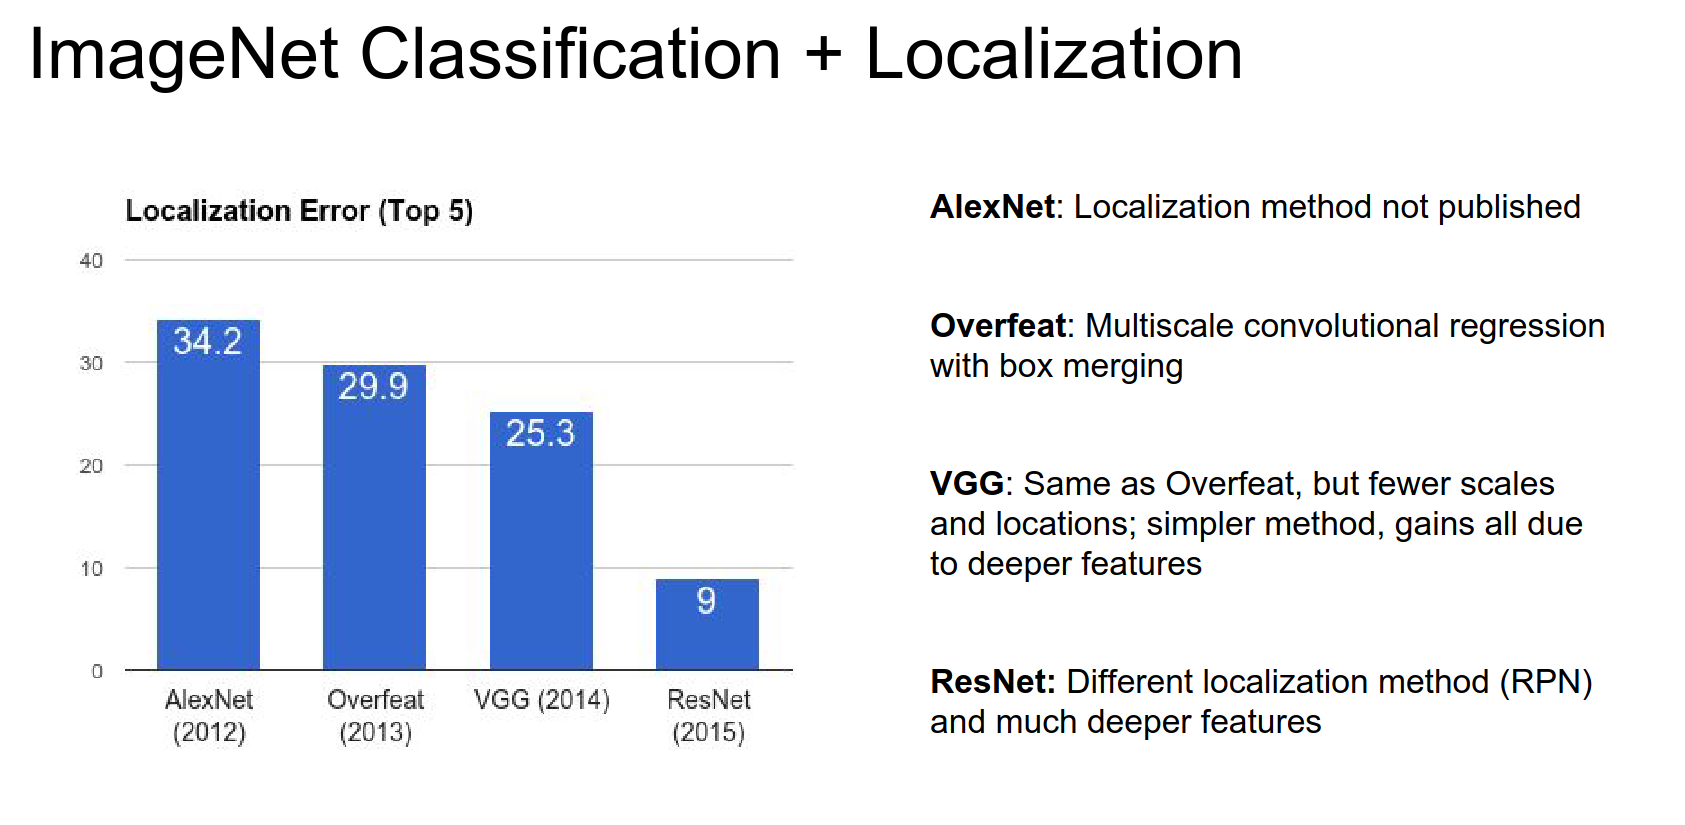 ImageNet Classification + Localization
Localization Error (Top 5)
40
30
20
10
0
34.2
29.9
25.3
9
AlexNet
(2012)
Overfeat
(2013)
VGG (2014)
ResNet
(2015)
AlexNet: Localization method not published
Overfeat: Multiscale convolutional regression
with box merging
VGG: Same as Overfeat, but fewer scales
and locations; simpler method, gains all due
to deeper features
ResNet: Different localization method (RPN)
and much deeper features